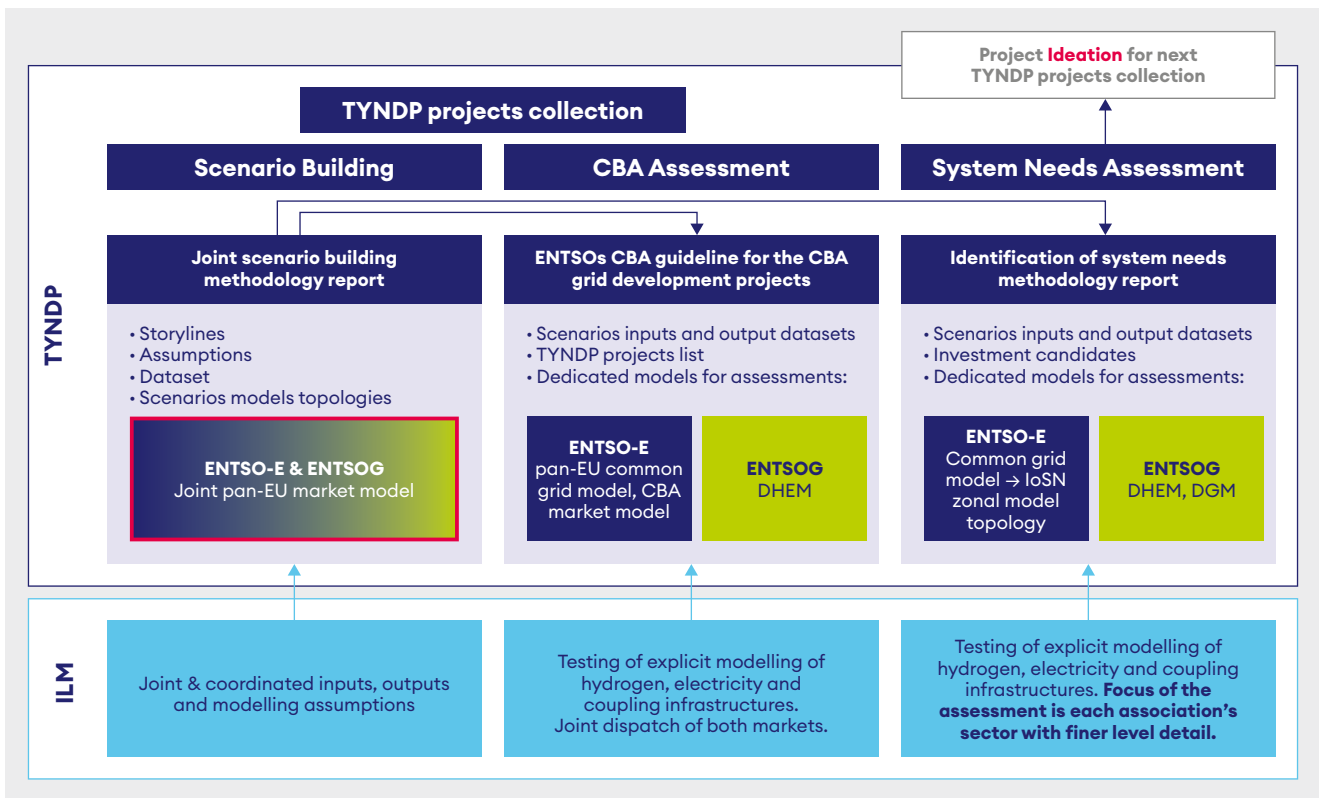 Project Ideation for next
TYNDP projects collection
TYNDP projects collection
Scenario Building
CBA Assessment
System Needs Assessment
TYNDP
Joint scenario building
methodology report
• Storylines
• Assumptions
• Dataset
• Scenarios models topologies
ENTSO-E & ENTSOG
Joint pan-EU market model
ENTSOs CBA guideline for the CBA
grid development projects
• Scenarios inputs and output datasets
• TYNDP projects list
• Dedicated models for assessments:
ENTSO-E
pan-EU common
grid model, CBA
market model
ENTSOG
DHEM
Identification of system needs
methodology report
• Scenarios inputs and output datasets
• Investment candidates
• Dedicated models for assessments:
ENTSO-E
Common grid
model → IoSN
zonal model
topology
ENTSOG
DHEM, DGM
ILM
Joint & coordinated inputs, outputs
and modelling assumptions
Testing of explicit modelling of
hydrogen, electricity and
coupling infrastructures.
Joint dispatch of both markets.
Testing of explicit modelling of
hydrogen, electricity and coupling
infrastructures. Focus of the
assessment is each association's
sector with finer level detail.